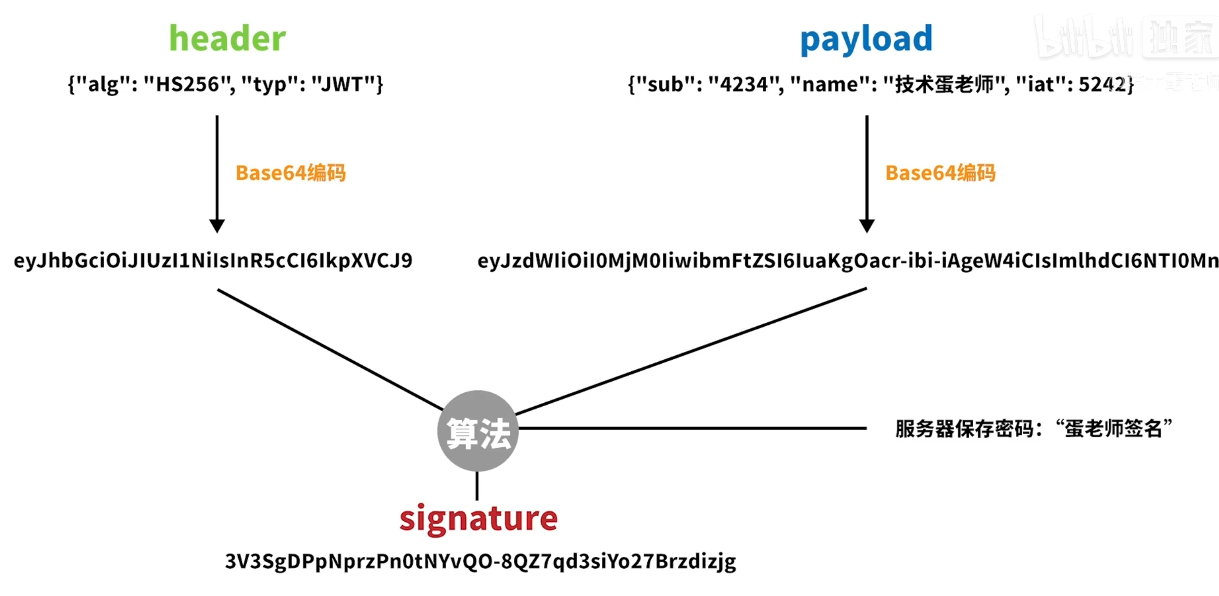 header
payload
bilibili 独家
{"alg": "HS256", "typ": "JWT"}
{"sub": "4234", "name": "技术蛋老师", "iat": 5242}
Base64编码
Base64编码
eyJhbGciOiJIUzI1NiIsInR5cCI6IkpXVCJ9
eyJzdWIiOiI0MjM0IiwibmFtZSI6IuaKgOacr-ibi-iAgeW4iCIsImlhdCI6NTI0Mn
算法
服务器保存密码：“蛋老师签名”
signature
3V3SgDPpNprzPn0tNYvQO-8QZ7qd3siYo27Brzdizjg